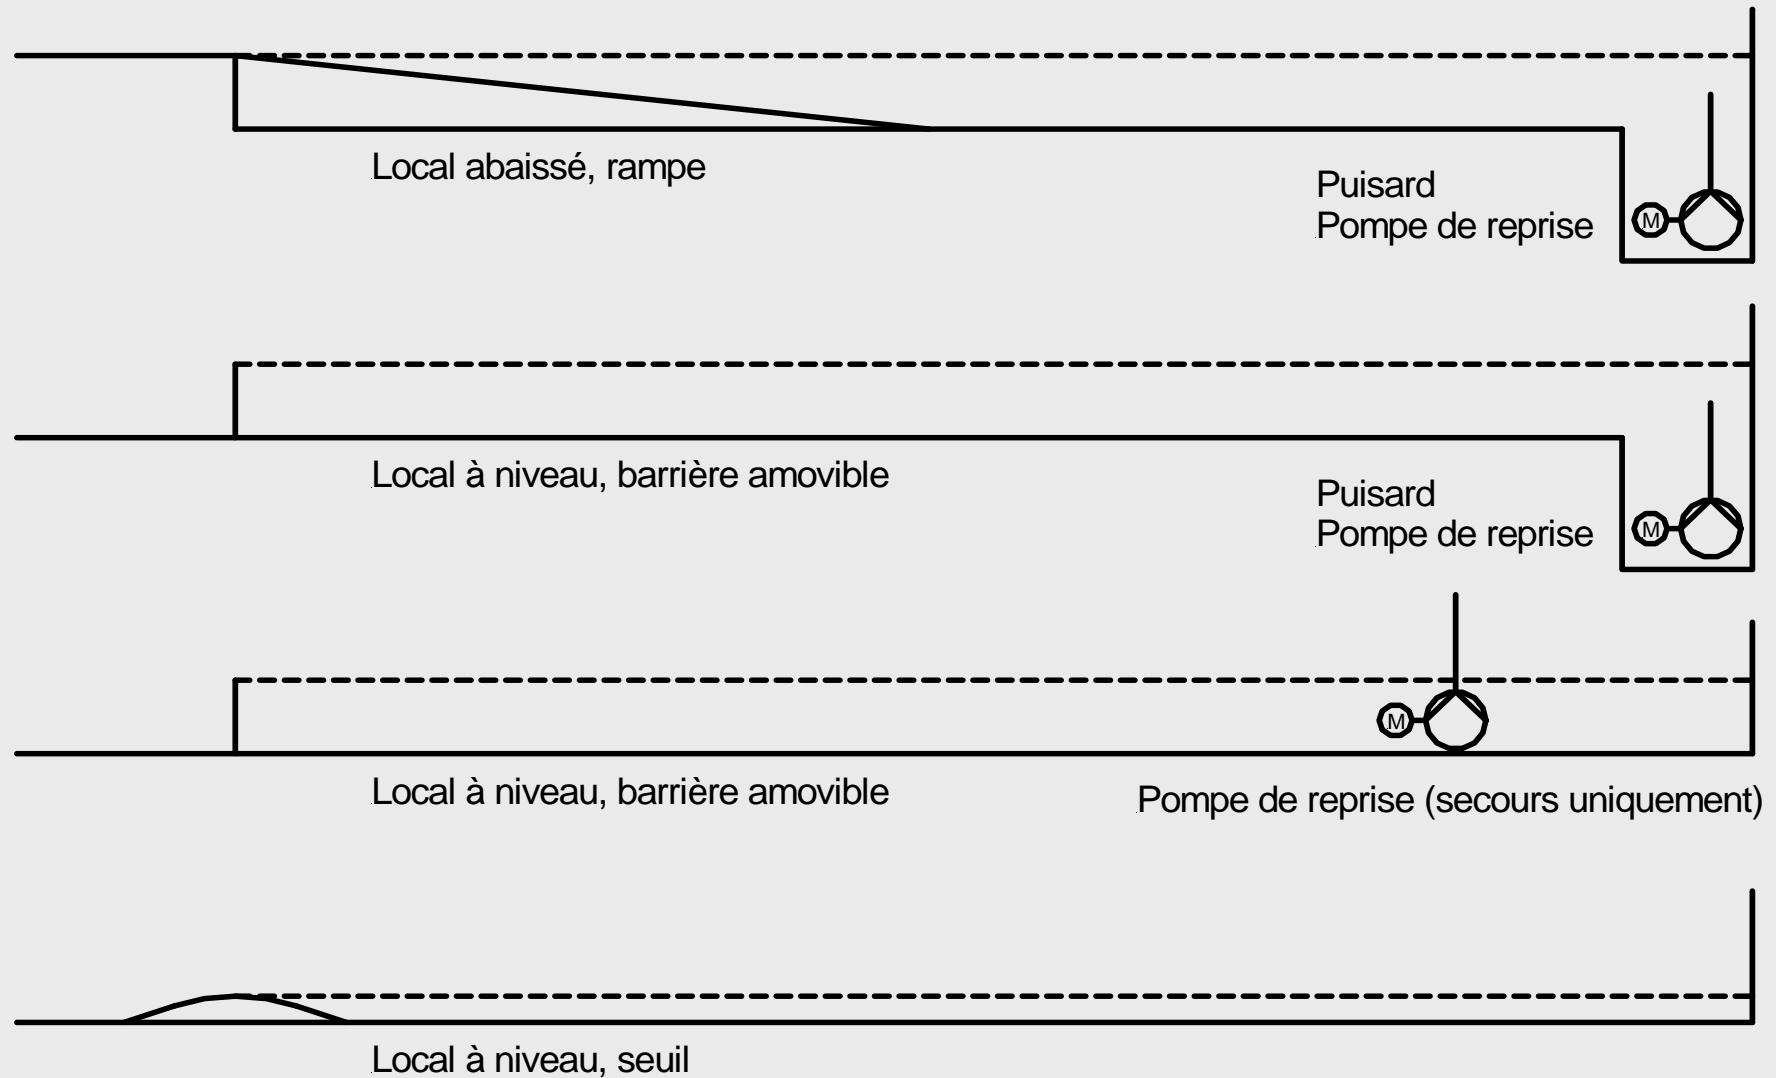 Local abaissé, rampe
Puisard
Pompe de reprise
M
Local à niveau, barrière amovible
Puisard
Pompe de reprise
M
M
Local à niveau, barrière amovible
Pompe de reprise (secours uniquement)
Local à niveau, seuil